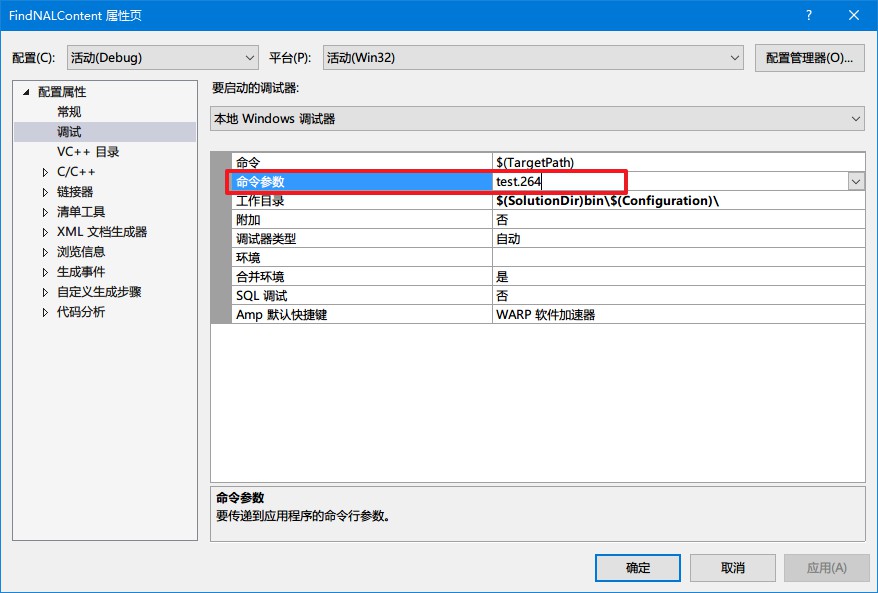 FindNALContent 属性页
配置(C): 活动(Debug) 平台(P): 活动(Win32) 配置管理器(O)...
配置属性
常规
调试
VC++ 目录
C/C++
链接器
清单工具
XML 文档生成器
浏览信息
生成事件
自定义生成步骤
代码分析
要启动的调试器:
本地 Windows 调试器
命令 $(TargetPath)
命令参数 test.264
工作目录 $(SolutionDir)bin\$(Configuration)\
附加 否
调试器类型 自动
环境
合并环境 是
SQL 调试 否
Amp 默认快捷键 WARP 软件加速器
命令参数
要传递到应用程序的命令行参数。
确定 取消 应用(A)